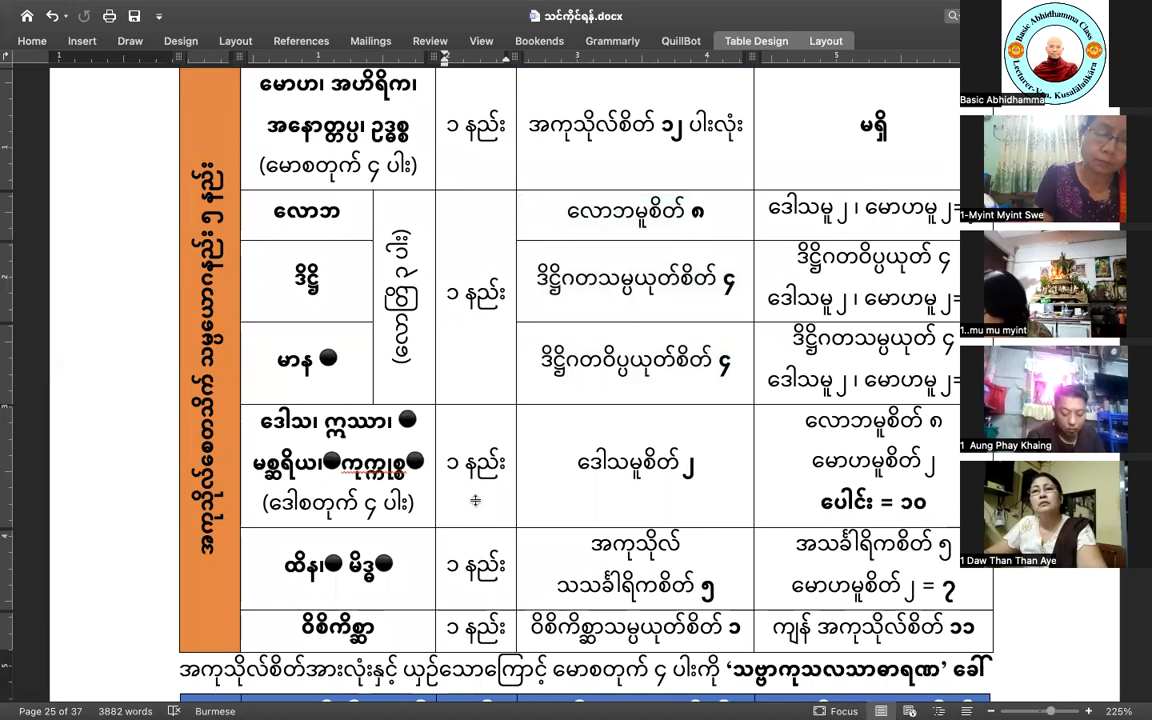 သင်ကိုင်ရန်.docx
Home Insert Draw Design Layout References Mailings Review View Bookends Grammarly QuillBot Table Design Layout
Basic Abhidhamma Class
Lecturer-Ven. Kusalālaṅkāra
Basic Abhidhamma
1-Myint Myint Swe
1..mu mu myint
1 Aung Phay Khaing
1 Daw Than Than Aye
အကုသိုလ်စေတသိက် သမ္ပယောဂနည်း ၅ နည်း
မောဟ၊ အဟိရိက၊
အနောတ္တပ္ပ၊ ဥဒ္ဓစ္စ
(မောစတုက် ၄ ပါး)
၁ နည်း
အကုသိုလ်စိတ် ၁၂ ပါးလုံး
မရှိ
လောဘ
(လောတြိ ၃ ပါး)
၁ နည်း
လောဘမူစိတ် ၈
ဒေါသမူ၂ ၊ မောဟမူ၂=
ဒိဋ္ဌိ
ဒိဋ္ဌိဂတသမ္ပယုတ်စိတ် ၄
ဒိဋ္ဌိဂတဝိပ္ပယုတ် ၄
ဒေါသမူ၂ ၊ မောဟမူ၂=
မာန
ဒိဋ္ဌိဂတဝိပ္ပယုတ်စိတ် ၄
ဒိဋ္ဌိဂတသမ္ပယုတ် ၄
ဒေါသမူ၂ ၊ မောဟမူ၂=
ဒေါသ၊ ဣဿာ၊
မစ္ဆရိယ၊ ကုက္ကုစ္စ
(ဒေါစတုက် ၄ ပါး)
၁ နည်း
ဒေါသမူစိတ်၂
လောဘမူစိတ် ၈
မောဟမူစိတ်၂
ပေါင်း = ၁၀
ထိန၊ မိဒ္ဓ
၁ နည်း
အကုသိုလ်
သသင်္ခါရိကစိတ် ၅
အသင်္ခါရိကစိတ် ၅
မောဟမူစိတ်၂ = ၇
ဝိစိကိစ္ဆာ
၁ နည်း
ဝိစိကိစ္ဆာသမ္ပယုတ်စိတ် ၁
ကျန် အကုသိုလ်စိတ် ၁၁
အကုသိုလ်စိတ်အားလုံးနှင့် ယှဉ်သောကြောင့် မောစတုက် ၄ ပါးကို ‘သဗ္ဗာကုသလသာဓာရဏ’ ခေါ်
Page 25 of 37 3882 words Burmese Focus 225%